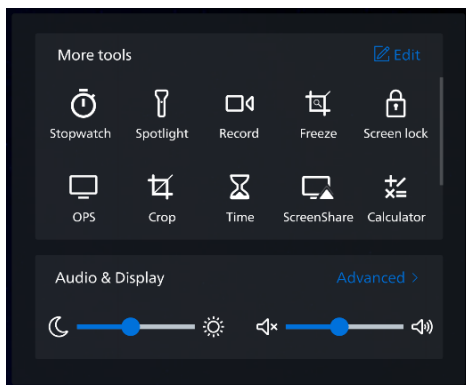 More tools Edit
Stopwatch Spotlight Record Freeze Screen lock
OPS Crop Time ScreenShare Calculator
Audio & Display Advanced >